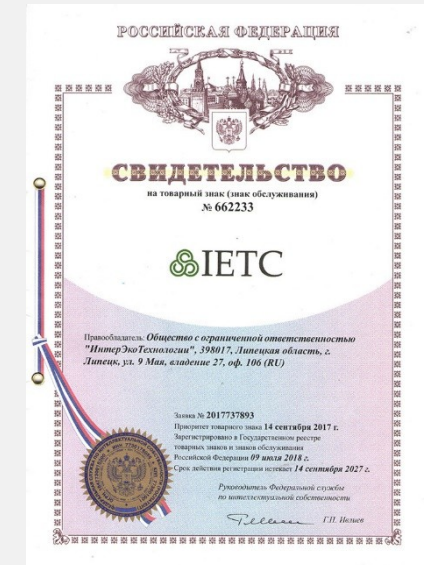 РОССИЙСКАЯ ФЕДЕРАЦИЯ
СВИДЕТЕЛЬСТВО
на товарный знак (знак обслуживания)
№ 662233
IETC
Правообладатель: Общество с ограниченной ответственностью
"ИнтерЭкоТехнологии", 398017, Липецкая область, г.
Липецк, ул. 9 Мая, владение 27, оф. 106 (RU)
Заявка № 2017737893
Приоритет товарного знака 14 сентября 2017 г.
Зарегистрировано в Государственном реестре
товарных знаков и знаков обслуживания
Российской Федерации 09 июля 2018 г.
Срок действия регистрации истекает 14 сентября 2027 г.
Руководитель Федеральной службы
по интеллектуальной собственности
Г.П. Ивлиев